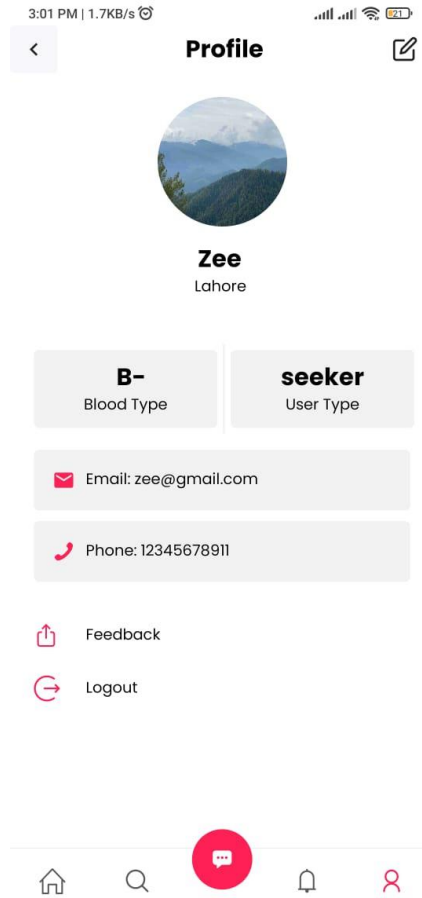 3:01 PM | 1.7KB/s
21
Profile
Zee
Lahore
B-
Blood Type
seeker
User Type
Email: zee@gmail.com
Phone: 12345678911
Feedback
Logout